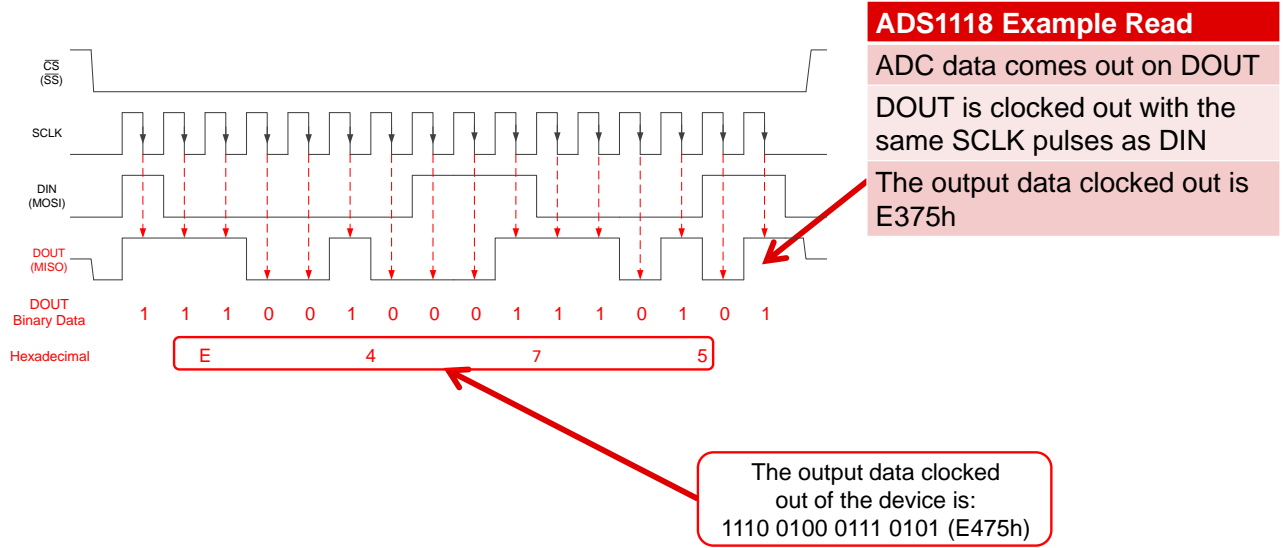 ADS1118 Example Read
ADC data comes out on DOUT
DOUT is clocked out with the
same SCLK pulses as DIN
The output data clocked out is
E375h
CS
(SS)
SCLK
DIN
(MOSI)
DOUT
(MISO)
DOUT
Binary Data
1 1 1 0 0 1 0 0 0 1 1 1 0 1 0 1
Hexadecimal
E 4 7 5
The output data clocked
out of the device is:
1110 0100 0111 0101 (E475h)